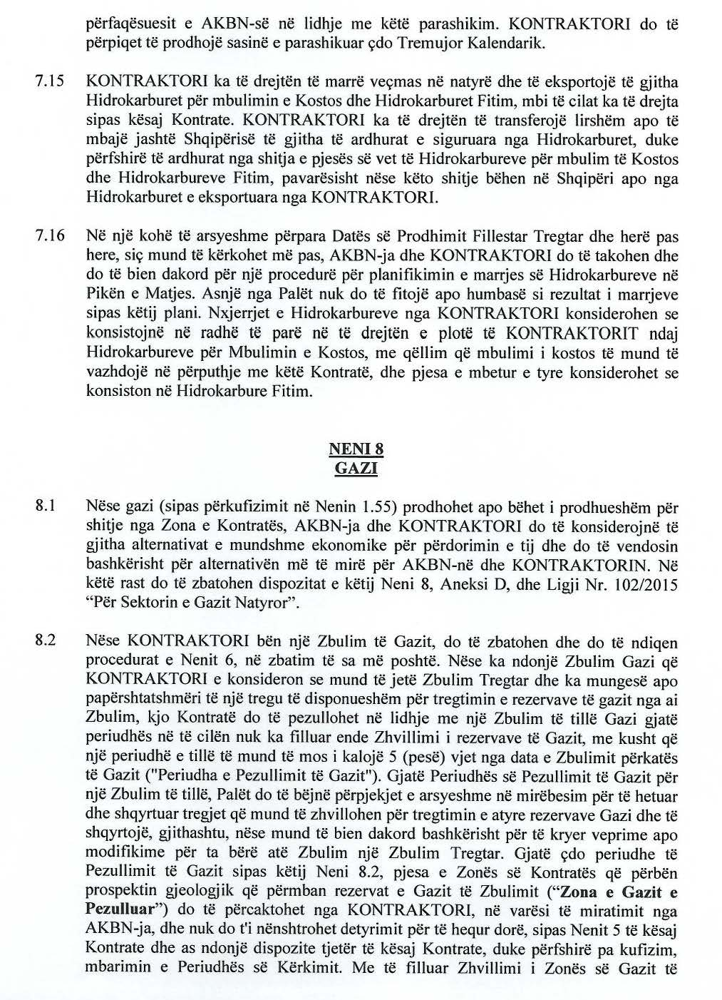 përfaqësuesit e AKBN-së në lidhje me këtë parashikim. KONTRAKTORI do të
përpiqet të prodhojë sasinë e parashikuar çdo Tremujor Kalendarik.
7.15 KONTRAKTORI ka të drejtën të marrë veçmas në natyrë dhe të eksportojë të gjitha
Hidrokarburet për mbulimin e Kostos dhe Hidrokarburet Fitim, mbi të cilat ka të drejta
sipas kësaj Kontrate. KONTRAKTORI ka të drejtën të transferojë lirshëm apo të
mbajë jashtë Shqipërisë të gjitha të ardhurat e siguruara nga Hidrokarburet, duke
përfshirë të ardhurat nga shitja e pjesës së vet të Hidrokarbureve për mbulim të Kostos
dhe Hidrokarbureve Fitim, pavarësisht nëse këto shitje bëhen në Shqipëri apo nga
Hidrokarburet e eksportuara nga KONTRAKTORI.
7.16 Në një kohë të arsyeshme përpara Datës së Prodhimit Fillestar Tregtar dhe herë pas
here, siç mund të kërkohet më pas, AKBN-ja dhe KONTRAKTORI do të takohen dhe
do të bien dakord për një procedurë për planifikimin e marrjes së Hidrokarbureve në
Pikën e Matjes. Asnjë nga Palët nuk do të fitojë apo humbasë si rezultat i marrjeve
sipas këtij plani. Nxjerrjet e Hidrokarbureve nga KONTRAKTORI konsiderohen se
konsistojnë në radhë të parë në të drejtën e plotë të KONTRAKTORIT ndaj
Hidrokarbureve për Mbulimin e Kostos, me qëllim që mbulimi i kostos të mund të
vazhdojë në përputhje me këtë Kontratë, dhe pjesa e mbetur e tyre konsiderohet se
konsiston në Hidrokarbure Fitim.
NENI 8
GAZI
8.1 Nëse gazi (sipas përkufizimit në Nenin 1.55) prodhohet apo bëhet i prodhueshëm për
shitje nga Zona e Kontratës, AKBN-ja dhe KONTRAKTORI do të konsiderojnë të
gjitha alternativat e mundshme ekonomike për përdorimin e tij dhe do të vendosin
bashkërisht për alternativën më të mirë për AKBN-në dhe KONTRAKTORIN. Në
këtë rast do të zbatohen dispozitat e këtij Neni 8, Aneksi D, dhe Ligji Nr. 102/2015
“Për Sektorin e Gazit Natyror”.
8.2 Nëse KONTRAKTORI bën një Zbulim të Gazit, do të zbatohen dhe do të ndiqen
procedurat e Nenit 6, në zbatim të sa më poshtë. Nëse ka ndonjë Zbulim Gazi që
KONTRAKTORI e konsideron se mund të jetë Zbulim Tregtar dhe ka mungesë apo
papërshtatshmëri të një tregu të disponueshëm për tregtimin e rezervave të gazit nga ai
Zbulim, kjo Kontratë do të pezullohet në lidhje me një Zbulim të tillë Gazi gjatë
periudhës në të cilën nuk ka filluar ende Zhvillimi i rezervave të Gazit, me kusht që
një periudhë e tillë të mund të mos i kalojë 5 (pesë) vjet nga data e Zbulimit përkatës
të Gazit ("Periudha e Pezullimit të Gazit"). Gjatë Periudhës së Pezullimit të Gazit për
një Zbulim të tillë, Palët do të bëjnë përpjekjet e arsyeshme në mirëbesim për të hetuar
dhe shqyrtuar tregjet që mund të zhvillohen për tregtimin e atyre rezervave Gazi dhe të
shqyrtojë, gjithashtu, nëse mund të bien dakord bashkërisht për të kryer veprime apo
modifikime për ta bërë atë Zbulim një Zbulim Tregtar. Gjatë çdo periudhe të
Pezullimit të Gazit sipas këtij Neni 8.2, pjesa e Zonës së Kontratës që përbën
prospektin gjeologjik që përmban rezervat e Gazit të Zbulimit (“Zona e Gazit e
Pezulluar”) do të përcaktohet nga KONTRAKTORI, në varësi të miratimit nga
AKBN-ja, dhe nuk do t'i nënshtrohet detyrimit për të hequr dorë, sipas Nenit 5 të kësaj
Kontrate dhe as ndonjë dispozite tjetër të kësaj Kontrate, duke përfshirë pa kufizim,
mbarimin e Periudhës së Kërkimit. Me të filluar Zhvillimi i Zonës së Gazit të